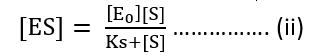 [ES] = [E₀][S] / Ks+[S] ................. (ii)